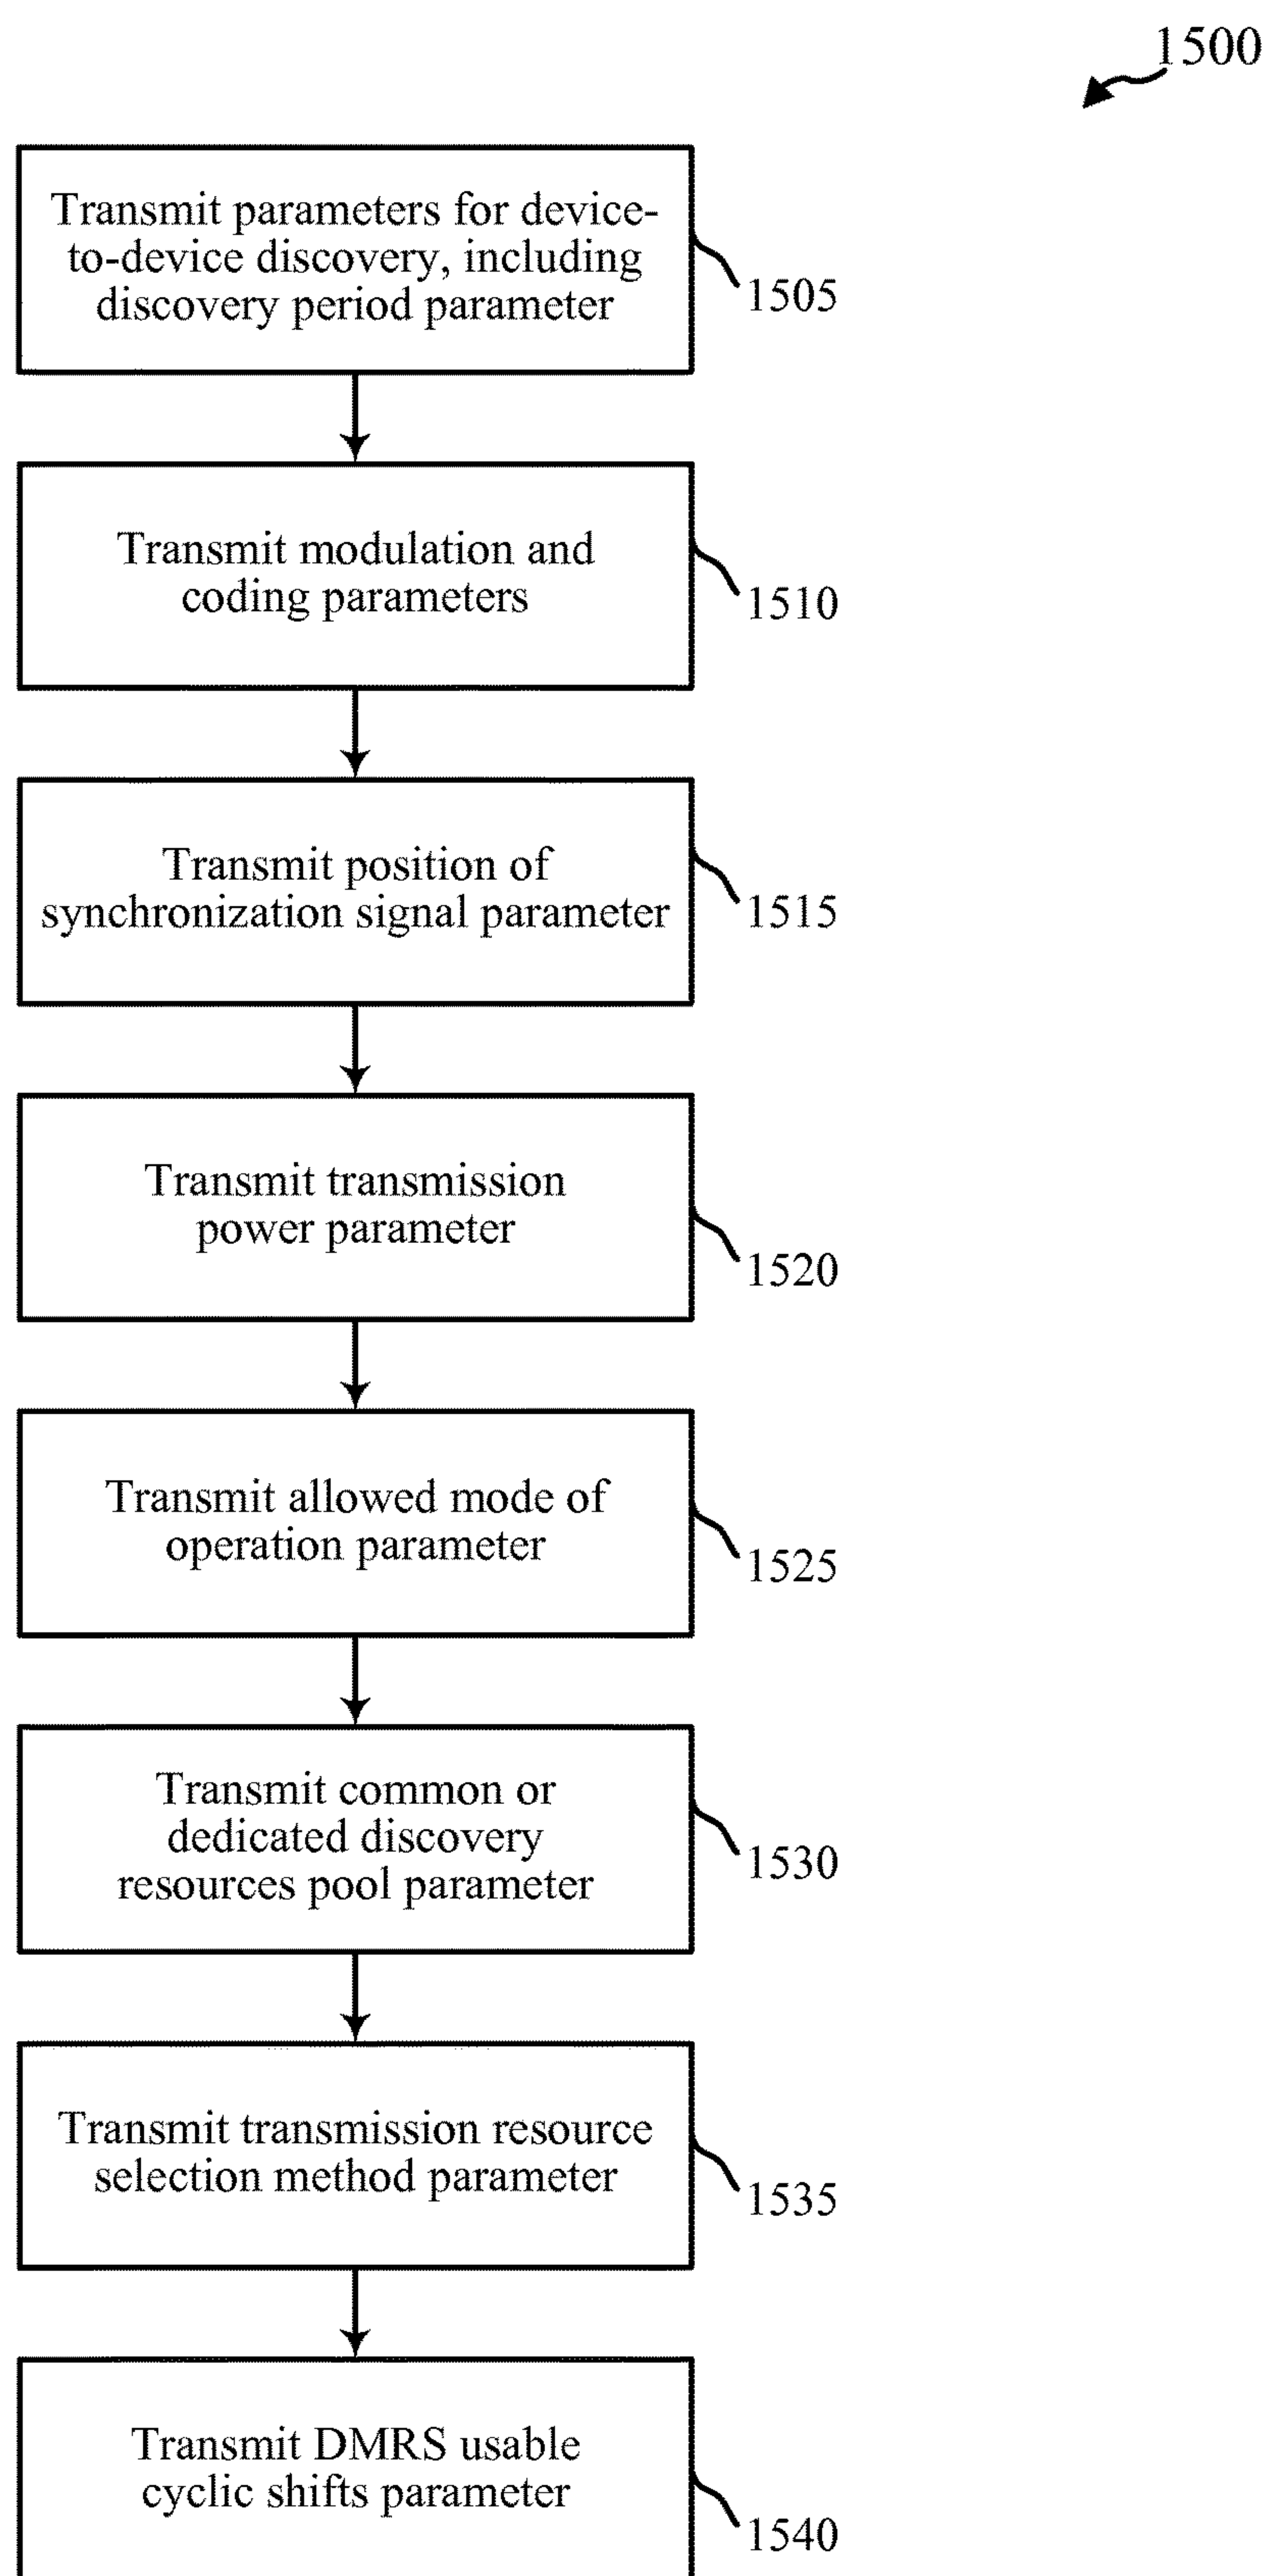 1500
Transmit parameters for device-
to-device discovery, including
discovery period parameter
1505
Transmit modulation and
coding parameters
1510
Transmit position of
synchronization signal parameter
1515
Transmit transmission
power parameter
1520
Transmit allowed mode of
operation parameter
1525
Transmit common or
dedicated discovery
resources pool parameter
1530
Transmit transmission resource
selection method parameter
1535
Transmit DMRS usable
cyclic shifts parameter
1540